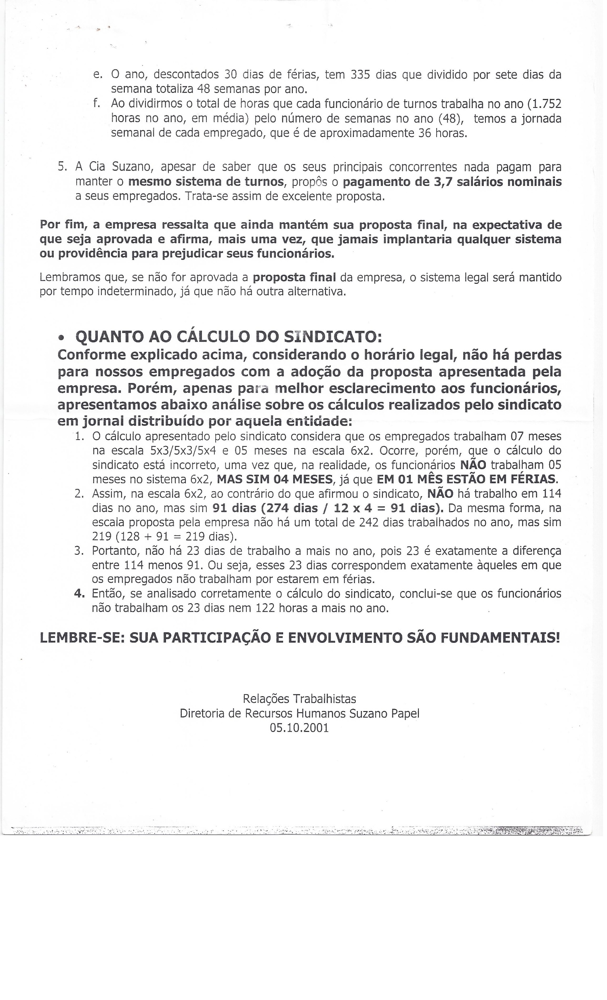 e. O ano, descontados 30 dias de férias, tem 335 dias que dividido por sete dias da
semana totaliza 48 semanas por ano.
f. Ao dividirmos o total de horas que cada funcionário de turnos trabalha no ano (1.752
horas no ano, em média) pelo número de semanas no ano (48), temos a jornada
semanal de cada empregado, que é de aproximadamente 36 horas.
5. A Cia Suzano, apesar de saber que os seus principais concorrentes nada pagam para
manter o mesmo sistema de turnos, propôs o pagamento de 3,7 salários nominais
a seus empregados. Trata-se assim de excelente proposta.
Por fim, a empresa ressalta que ainda mantém sua proposta final, na expectativa de
que seja aprovada e afirma, mais uma vez, que jamais implantaria qualquer sistema
ou providência para prejudicar seus funcionários.
Lembramos que, se não for aprovada a proposta final da empresa, o sistema legal será mantido
por tempo indeterminado, já que não há outra alternativa.
• QUANTO AO CÁLCULO DO SINDICATO:
Conforme explicado acima, considerando o horário legal, não há perdas
para nossos empregados com a adoção da proposta apresentada pela
empresa. Porém, apenas para melhor esclarecimento aos funcionários,
apresentamos abaixo análise sobre os cálculos realizados pelo sindicato
em jornal distribuído por aquela entidade:
1. O cálculo apresentado pelo sindicato considera que os empregados trabalham 07 meses
na escala 5x3/5x3/5x4 e 05 meses na escala 6x2. Ocorre, porém, que o cálculo do
sindicato está incorreto, uma vez que, na realidade, os funcionários NÃO trabalham 05
meses no sistema 6x2, MAS SIM 04 MESES, já que EM 01 MÊS ESTÃO EM FÉRIAS.
2. Assim, na escala 6x2, ao contrário do que afirmou o sindicato, NÃO há trabalho em 114
dias no ano, mas sim 91 dias (274 dias / 12 x 4 = 91 dias). Da mesma forma, na
escala proposta pela empresa não há um total de 242 dias trabalhados no ano, mas sim
219 (128 + 91 = 219 dias).
3. Portanto, não há 23 dias de trabalho a mais no ano, pois 23 é exatamente a diferença
entre 114 menos 91. Ou seja, esses 23 dias correspondem exatamente àqueles em que
os empregados não trabalham por estarem em férias.
4. Então, se analisado corretamente o cálculo do sindicato, conclui-se que os funcionários
não trabalham os 23 dias nem 122 horas a mais no ano.
LEMBRE-SE: SUA PARTICIPAÇÃO E ENVOLVIMENTO SÃO FUNDAMENTAIS!
Relações Trabalhistas
Diretoria de Recursos Humanos Suzano Papel
05.10.2001